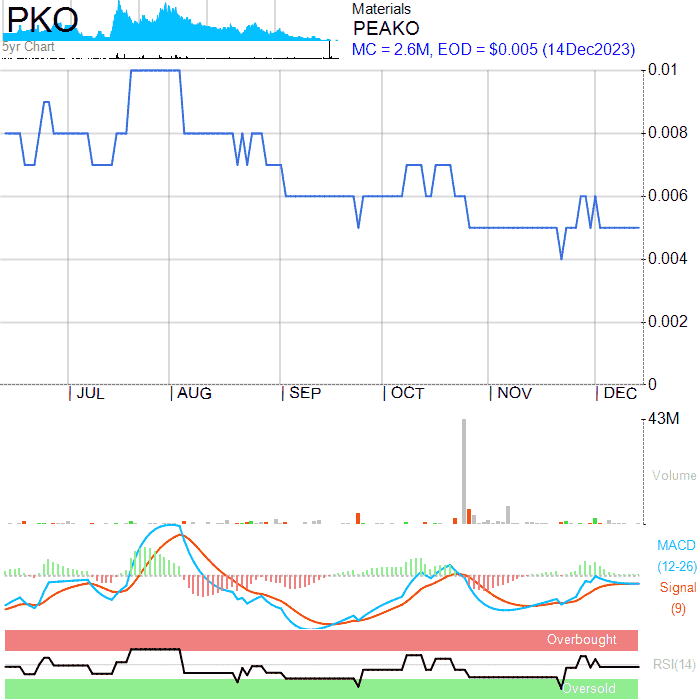 PKO
5yr Chart
Materials
PEAKO
MC = 2.6M, EOD = $0.005 (14Dec2023)
0.01
0.008
0.006
0.004
0.002
0
JUL AUG SEP OCT NOV DEC
43M
Volume
MACD
(12-26)
Signal
(9)
Overbought
RSI(14)
Oversold